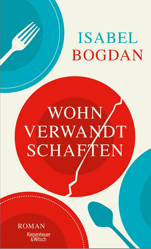 ISABEL
BOGDAN
WOHN
VERWANDT
SCHAFTEN
ROMAN
Kiepenheuer
&Witsch